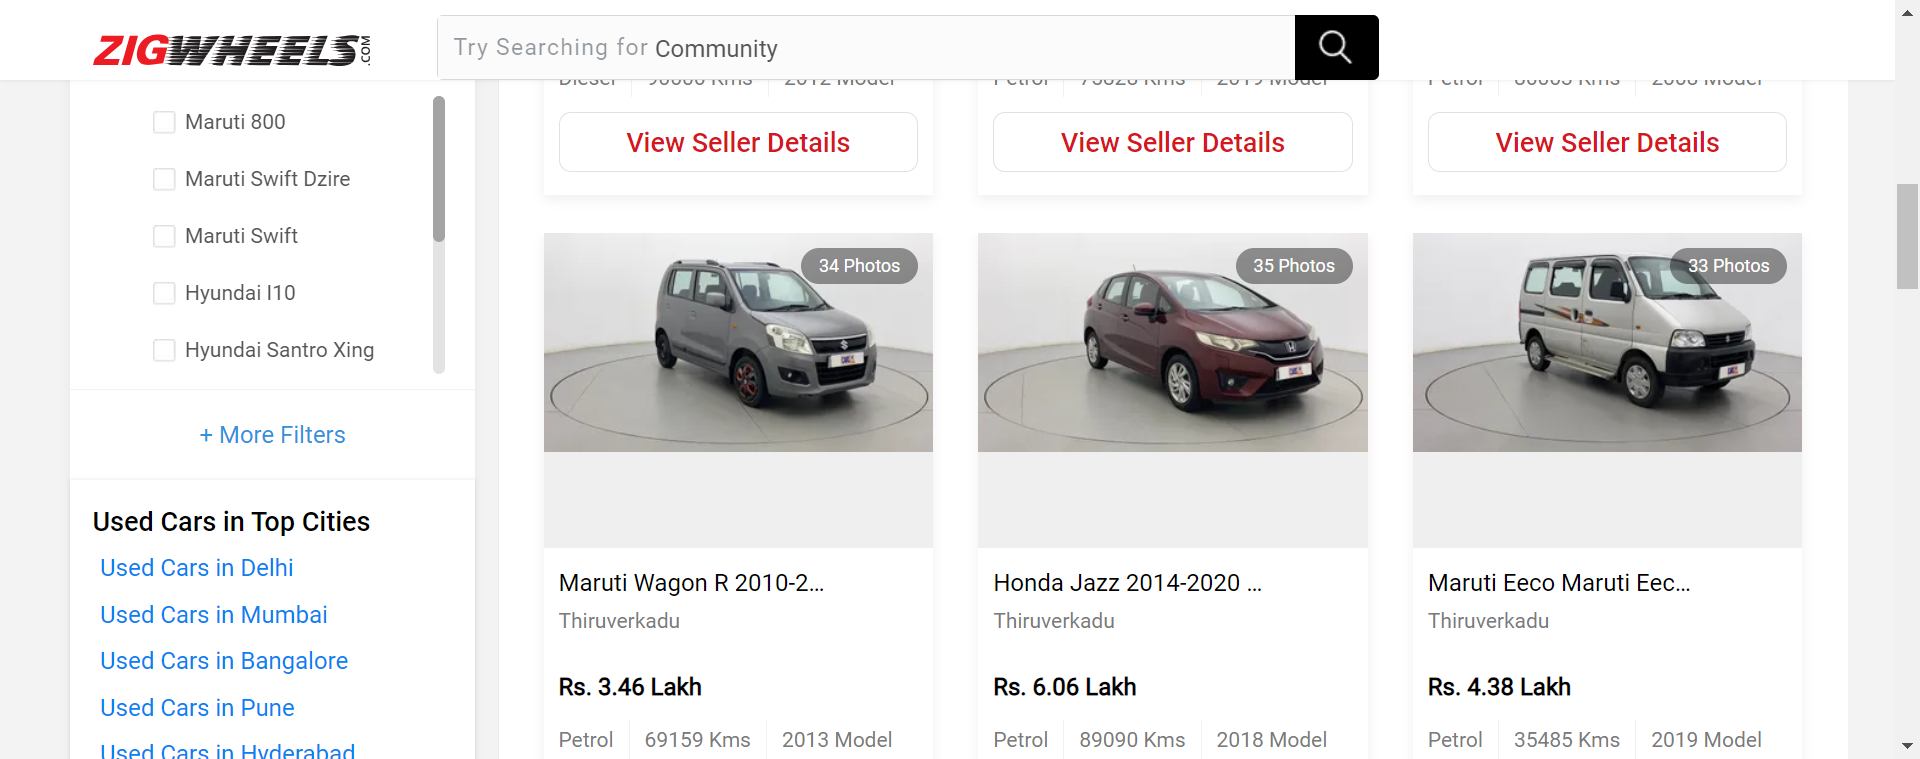 ZIGWHEELS.COM
Try Searching for Community
Maruti 800
Maruti Swift Dzire
Maruti Swift
Hyundai I10
Hyundai Santro Xing
+ More Filters
Used Cars in Top Cities
Used Cars in Delhi
Used Cars in Mumbai
Used Cars in Bangalore
Used Cars in Pune
Used Cars in Hyderabad
Diesel Kms 2012 Model
Petrol Kms 2019 Model
Petrol Kms Model
View Seller Details
View Seller Details
View Seller Details
34 Photos
Maruti Wagon R 2010-2...
Thiruverkadu
Rs. 3.46 Lakh
Petrol 69159 Kms 2013 Model
35 Photos
Honda Jazz 2014-2020 ...
Thiruverkadu
Rs. 6.06 Lakh
Petrol 89090 Kms 2018 Model
33 Photos
Maruti Eeco Maruti Eec...
Thiruverkadu
Rs. 4.38 Lakh
Petrol 35485 Kms 2019 Model